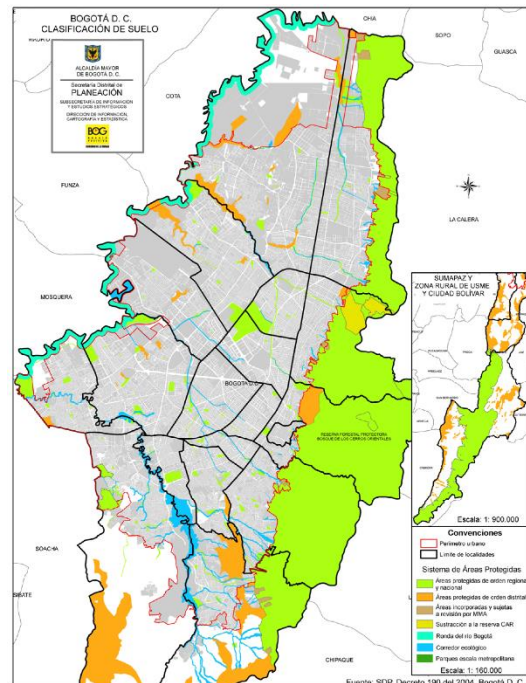 BOGOTÁ D. C.
CLASIFICACIÓN DE SUELO
ALCALDÍA MAYOR
DE BOGOTÁ D. C.
Secretaría Distrital de
PLANEACIÓN
SUBSECRETARÍA DE INFORMACIÓN
Y ESTUDIOS ESTRATÉGICOS
DIRECCIÓN DE INFORMACIÓN,
CARTOGRAFÍA Y ESTADÍSTICA
CHIA
SOPO
GUASCA
COTA
FUNZA
LA CALERA
MOSQUERA
BOGOTÁ D.C.
RESERVA FORESTAL PROTECTORA
BOSQUE DE LOS CERROS ORIENTALES
SOACHA
CHIPAQUE
SUMAPAZ Y
ZONA RURAL DE USME
Y CIUDAD BOLÍVAR
Escala: 1: 900.000
Convenciones
Perímetro urbano
Límite de localidades
Sistema de Áreas Protegidas
Áreas protegidas de orden regional
y nacional
Áreas protegidas de orden distrital
Áreas incorporadas y sujetas
a revisión por MMA
Sustracción a la reserva CAR
Ronda del río Bogotá
Corredor ecológico
Parques escala metropolitana
Escala: 1: 160.000
Fuente: SDP, Decreto 190 del 2004, Bogotá D. C.